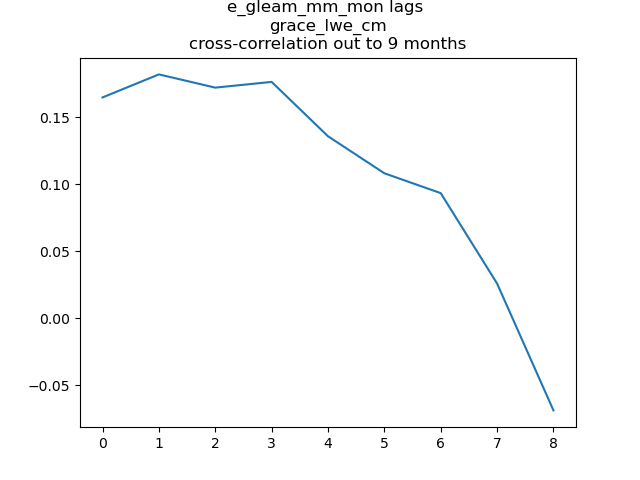 e_gleam_mm_mon lags
grace_lwe_cm
cross-correlation out to 9 months
0.15
0.10
0.05
0.00
−0.05
0 1 2 3 4 5 6 7 8